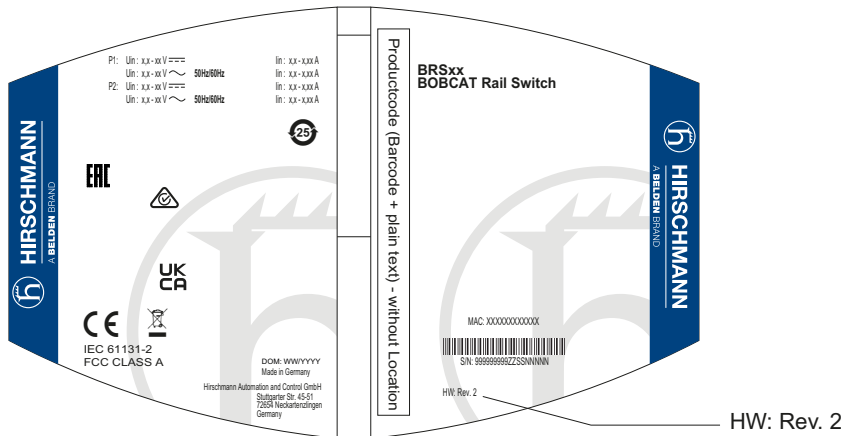 P1: Uin : x,x - xx V Iin : x,x - x,xx A
Uin : x,x - xx V 50Hz/60Hz Iin : x,x - x,xx A
P2: Uin : x,x - xx V Iin : x,x - x,xx A
Uin : x,x - xx V 50Hz/60Hz Iin : x,x - x,xx A
25
EAC
UK
CA
CE
IEC 61131-2
FCC CLASS A
DOM: WW/YYYY
Made in Germany
Hirschmann Automation and Control GmbH
Stuttgarter Str. 45-51
72654 Neckartenzlingen
Germany
HIRSCHMANN
A BELDEN BRAND
Productcode (Barcode + plain text) - without Location
BRSxx
BOBCAT Rail Switch
MAC: XXXXXXXXXXXX
S/N: 999999999ZZSSNNNNN
HW: Rev. 2
HIRSCHMANN
A BELDEN BRAND
HW: Rev. 2